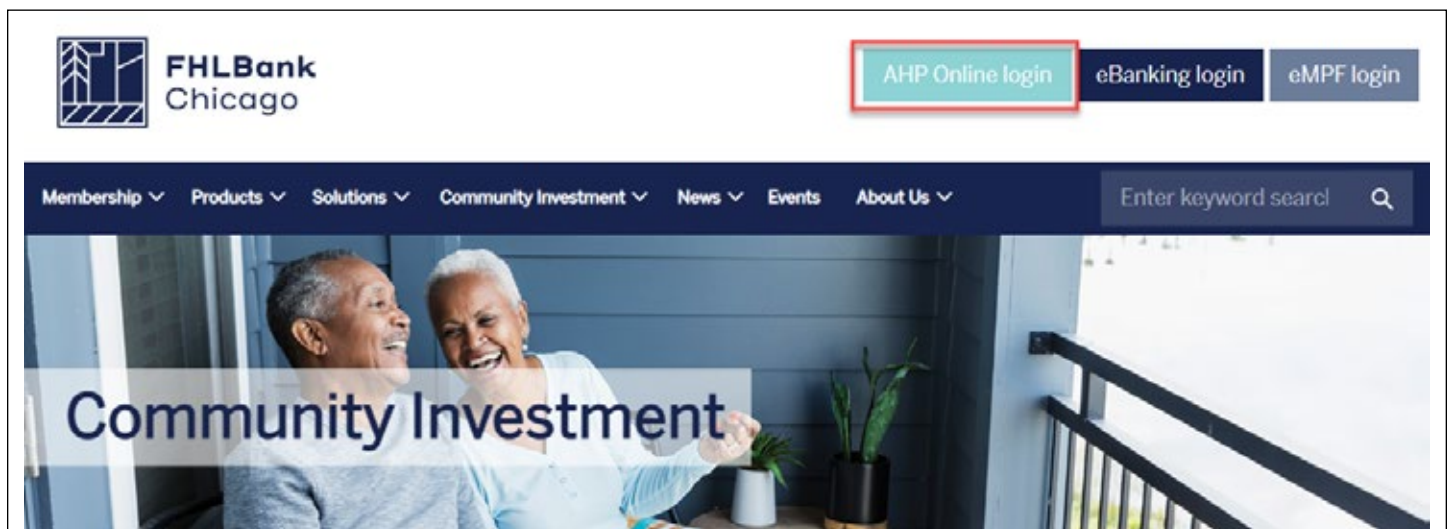 FHLBank
Chicago
AHP Online login
eBanking login
eMPF login
Membership
Products
Solutions
Community Investment
News
Events
About Us
Enter keyword searcl
Community Investment